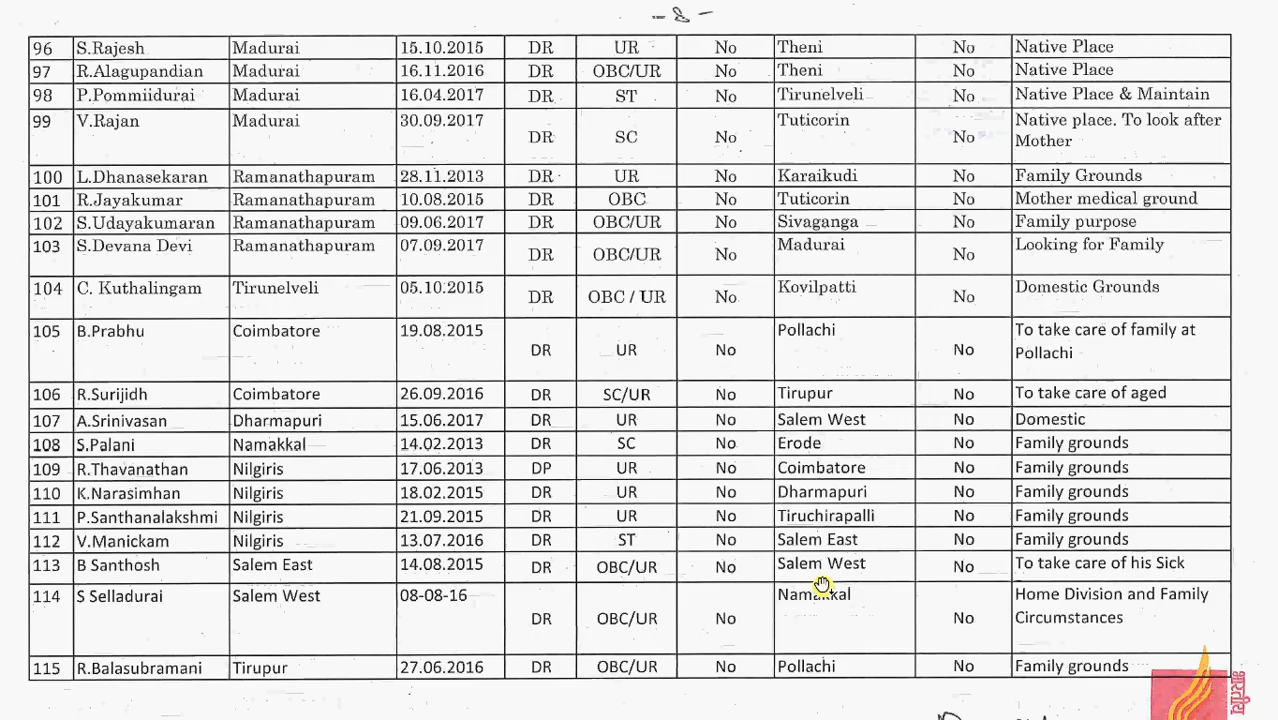 - 8 -
96 S.Rajesh Madurai 15.10.2015 DR UR No Theni No Native Place
97 R.Alagupandian Madurai 16.11.2016 DR OBC/UR No Theni No Native Place
98 P.Pommiidurai Madurai 16.04.2017 DR ST No Tirunelveli No Native Place & Maintain
99 V.Rajan Madurai 30.09.2017 DR SC No Tuticorin No Native place. To look after
Mother
100 L.Dhanasekaran Ramanathapuram 28.11.2013 DR UR No Karaikudi No Family Grounds
101 R.Jayakumar Ramanathapuram 10.08.2015 DR OBC No Tuticorin No Mother medical ground
102 S.Udayakumaran Ramanathapuram 09.06.2017 DR OBC/UR No Sivaganga No Family purpose
103 S.Devana Devi Ramanathapuram 07.09.2017 DR OBC/UR No Madurai No Looking for Family
104 C. Kuthalingam Tirunelveli 05.10.2015 DR OBC / UR No Kovilpatti No Domestic Grounds
105 B.Prabhu Coimbatore 19.08.2015 DR UR No Pollachi No To take care of family at
Pollachi
106 R.Surijidh Coimbatore 26.09.2016 DR SC/UR No Tirupur No To take care of aged
107 A.Srinivasan Dharmapuri 15.06.2017 DR UR No Salem West No Domestic
108 S.Palani Namakkal 14.02.2013 DR SC No Erode No Family grounds
109 R.Thavanathan Nilgiris 17.06.2013 DP UR No Coimbatore No Family grounds
110 K.Narasimhan Nilgiris 18.02.2015 DR UR No Dharmapuri No Family grounds
111 P.Santhanalakshmi Nilgiris 21.09.2015 DR UR No Tiruchirapalli No Family grounds
112 V.Manickam Nilgiris 13.07.2016 DR ST No Salem East No Family grounds
113 B Santhosh Salem East 14.08.2015 DR OBC/UR No Salem West No To take care of his Sick
114 S Selladurai Salem West 08-08-16 DR OBC/UR No Namakkal No Home Division and Family
Circumstances
115 R.Balasubramani Tirupur 27.06.2016 DR OBC/UR No Pollachi No Family grounds